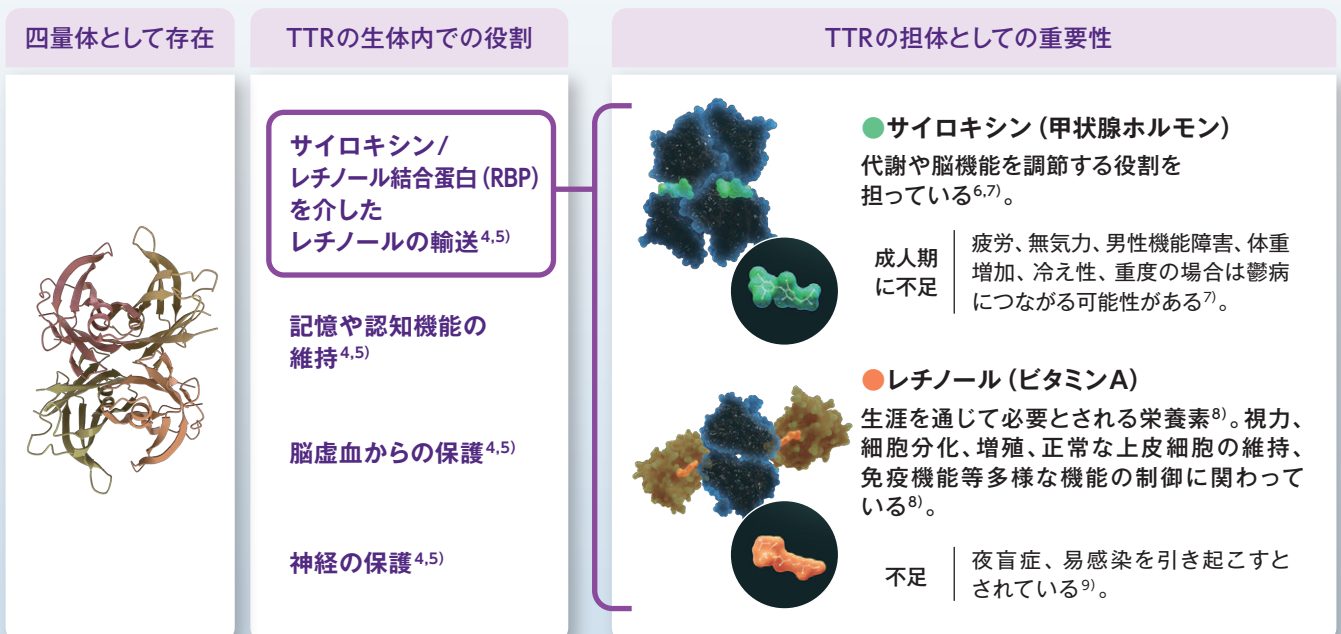 四量体として存在
TTRの生体内での役割
TTRの担体としての重要性
サイロキシン/
レチノール結合蛋白(RBP)
を介した
レチノールの輸送4,5)
記憶や認知機能の
維持4,5)
脳虚血からの保護4,5)
神経の保護4,5)
●サイロキシン(甲状腺ホルモン)
代謝や脳機能を調節する役割を
担っている6,7)。
成人期
に不足
疲労、無気力、男性機能障害、体重
増加、冷え性、重度の場合は鬱病
につながる可能性がある7)。
●レチノール(ビタミンA)
生涯を通じて必要とされる栄養素8)。視力、
細胞分化、増殖、正常な上皮細胞の維持、
免疫機能等多様な機能の制御に関わって
いる8)。
不足
夜盲症、易感染を引き起こすと
されている9)。